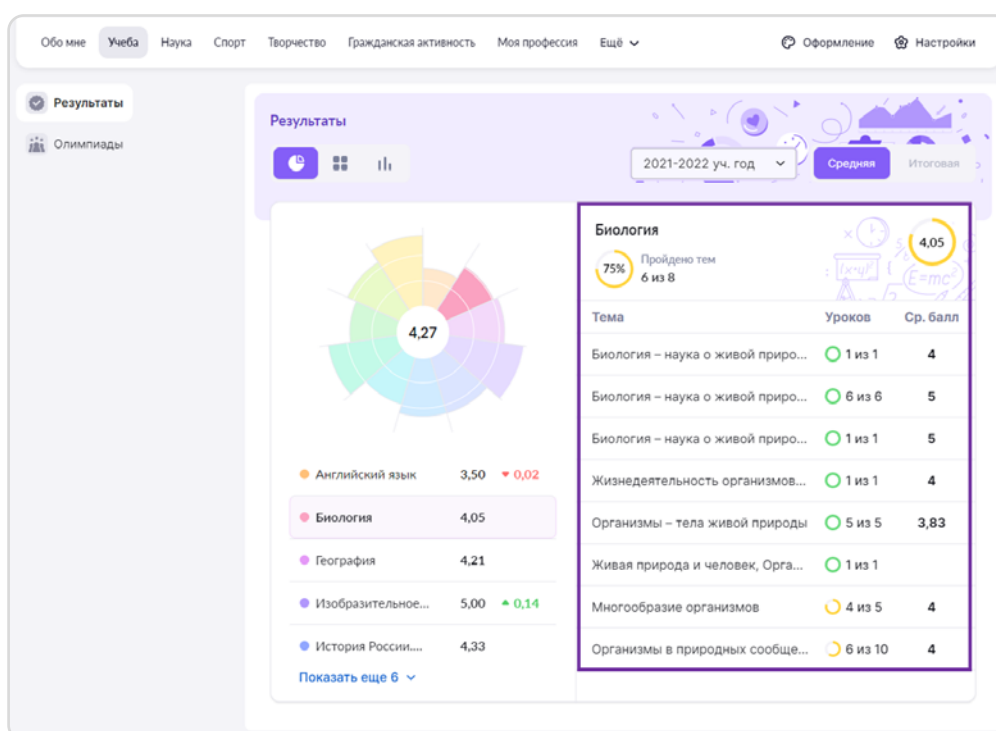 Обо мне Учеба Наука Спорт Творчество Гражданская активность Моя профессия Ещё Оформление Настройки
Результаты
Олимпиады
Результаты
2021-2022 уч. год Средняя Итоговая
4,27
Английский язык 3,50 0,02
Биология 4,05
География 4,21
Изобразительное... 5,00 0,14
История России.... 4,33
Показать еще 6
Биология
4,05
75% Пройдено тем
6 из 8
E=mc²
Тема Уроков Ср. балл
Биология – наука о живой приро... 1 из 1 4
Биология – наука о живой приро... 6 из 6 5
Биология – наука о живой приро... 1 из 1 5
Жизнедеятельность организмов... 1 из 1 4
Организмы – тела живой природы 5 из 5 3,83
Живая природа и человек, Орга... 1 из 1
Многообразие организмов 4 из 5 4
Организмы в природных сообще... 6 из 10 4